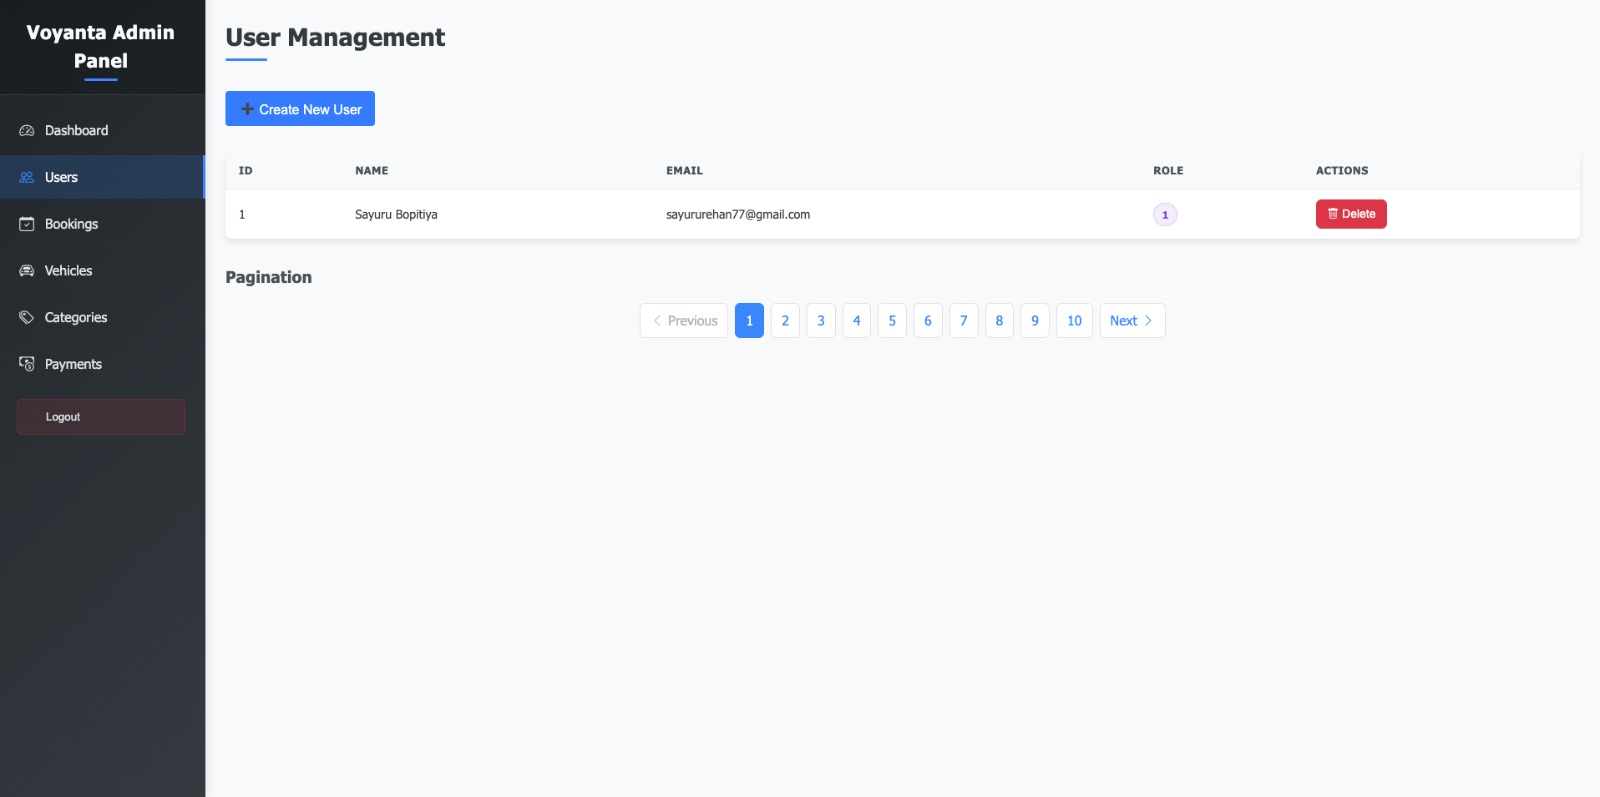 Voyanta Admin
Panel
Dashboard
Users
Bookings
Vehicles
Categories
Payments
Logout
User Management
Create New User
ID NAME EMAIL ROLE ACTIONS
1 Sayuru Bopitiya sayururehan77@gmail.com 1 Delete
Pagination
Previous 1 2 3 4 5 6 7 8 9 10 Next